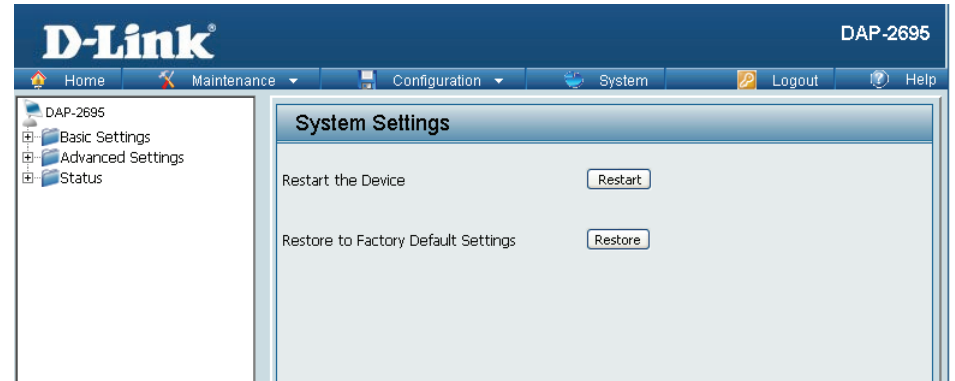 D-Link®
DAP-2695
Home Maintenance Configuration System Logout Help
DAP-2695
Basic Settings
Advanced Settings
Status
System Settings
Restart the Device Restart
Restore to Factory Default Settings Restore